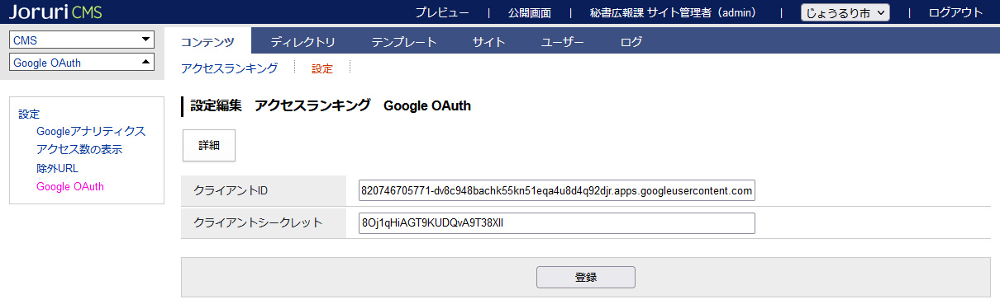 Joruri CMS
プレビュー | 公開画面 | 秘書広報課 サイト管理者（admin） | じょうるり市 | ログアウト
CMS
Google OAuth
コンテンツ ディレクトリ テンプレート サイト ユーザー ログ
アクセスランキング 設定
設定
Googleアナリティクス
アクセス数の表示
除外URL
Google OAuth
設定編集 アクセスランキング Google OAuth
詳細
クライアントID 820746705771-dv8c948bachk55kn51eqa4u8d4q92djr.apps.googleusercontent.com
クライアントシークレット 8Oj1qHiAGT9KUDQvA9T38XlI
登録